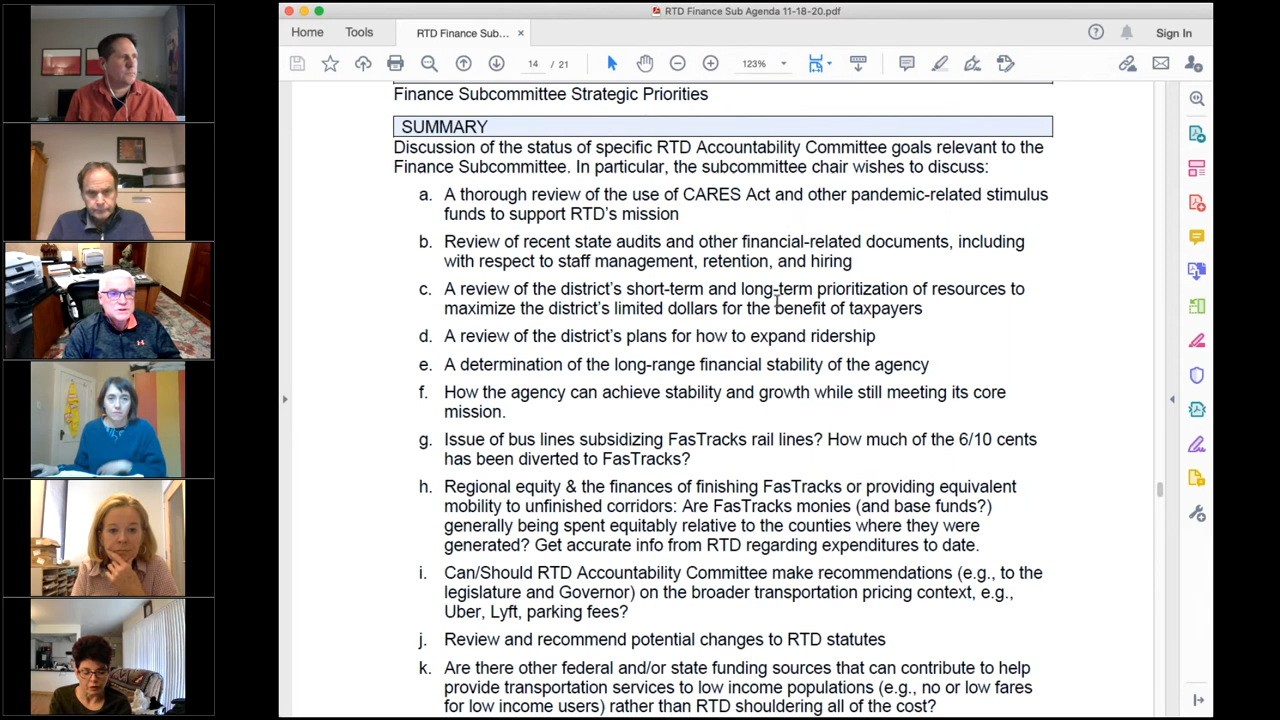 RTD Finance Sub Agenda 11-18-20.pdf
Home Tools RTD Finance Sub... × Sign In
14 / 21 123%
Finance Subcommittee Strategic Priorities
SUMMARY
Discussion of the status of specific RTD Accountability Committee goals relevant to the
Finance Subcommittee. In particular, the subcommittee chair wishes to discuss:
a. A thorough review of the use of CARES Act and other pandemic-related stimulus
funds to support RTD's mission
b. Review of recent state audits and other financial-related documents, including
with respect to staff management, retention, and hiring
c. A review of the district's short-term and long-term prioritization of resources to
maximize the district's limited dollars for the benefit of taxpayers
d. A review of the district's plans for how to expand ridership
e. A determination of the long-range financial stability of the agency
f. How the agency can achieve stability and growth while still meeting its core
mission.
g. Issue of bus lines subsidizing FasTracks rail lines? How much of the 6/10 cents
has been diverted to FasTracks?
h. Regional equity & the finances of finishing FasTracks or providing equivalent
mobility to unfinished corridors: Are FasTracks monies (and base funds?)
generally being spent equitably relative to the counties where they were
generated? Get accurate info from RTD regarding expenditures to date.
i. Can/Should RTD Accountability Committee make recommendations (e.g., to the
legislature and Governor) on the broader transportation pricing context, e.g.,
Uber, Lyft, parking fees?
j. Review and recommend potential changes to RTD statutes
k. Are there other federal and/or state funding sources that can contribute to help
provide transportation services to low income populations (e.g., no or low fares
for low income users) rather than RTD shouldering all of the cost?